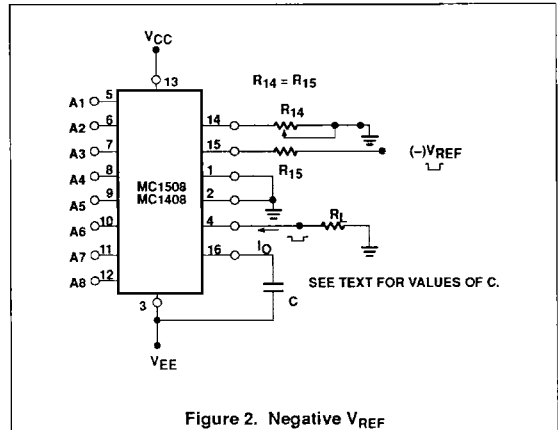 VCC
13
R14 = R15
A1 5
A2 6
A3 7
A4 8
A5 9
A6 10
A7 11
A8 12
MC1508
MC1408
14
R14
15
R15
(–)VREF
1
2
4
RL
IO
16
C
SEE TEXT FOR VALUES OF C.
3
VEE
Figure 2. Negative VREF